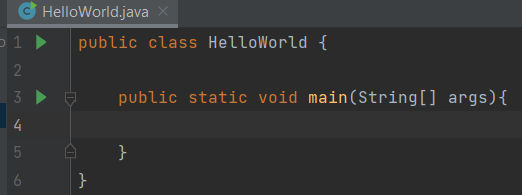 HelloWorld.java
1 public class HelloWorld {
2
3 public static void main(String[] args){
4
5 }
6 }